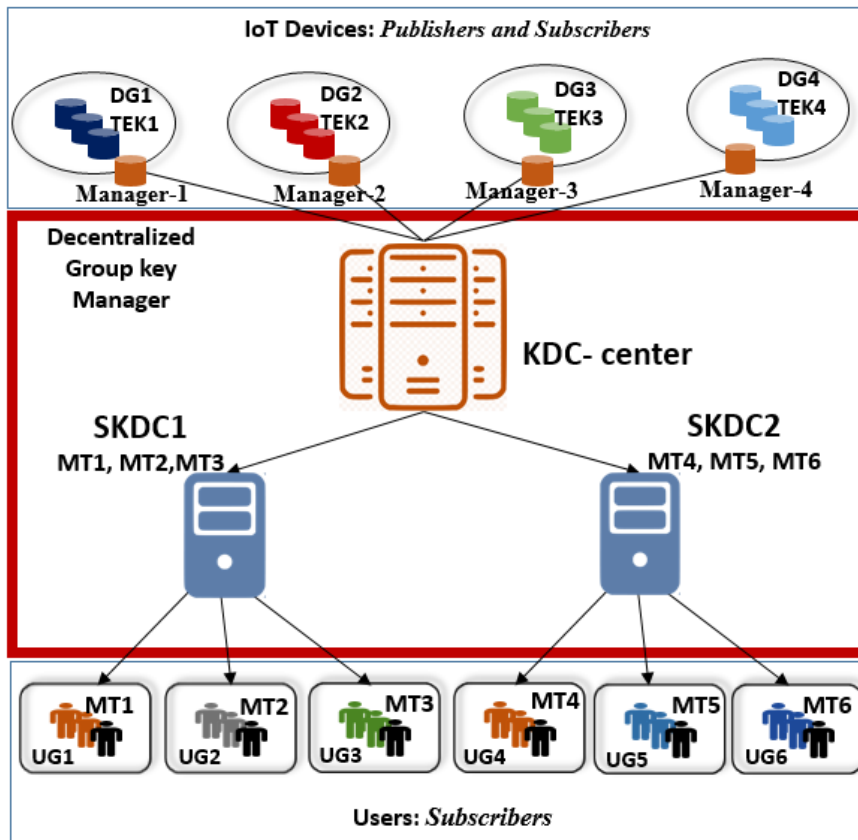 IoT Devices: Publishers and Subscribers
DG1
TEK1
DG2
TEK2
DG3
TEK3
DG4
TEK4
Manager-1
Manager-2
Manager-3
Manager-4
Decentralized
Group key
Manager
KDC- center
SKDC1
MT1, MT2,MT3
SKDC2
MT4, MT5, MT6
MT1
UG1
MT2
UG2
MT3
UG3
MT4
UG4
MT5
UG5
MT6
UG6
Users: Subscribers